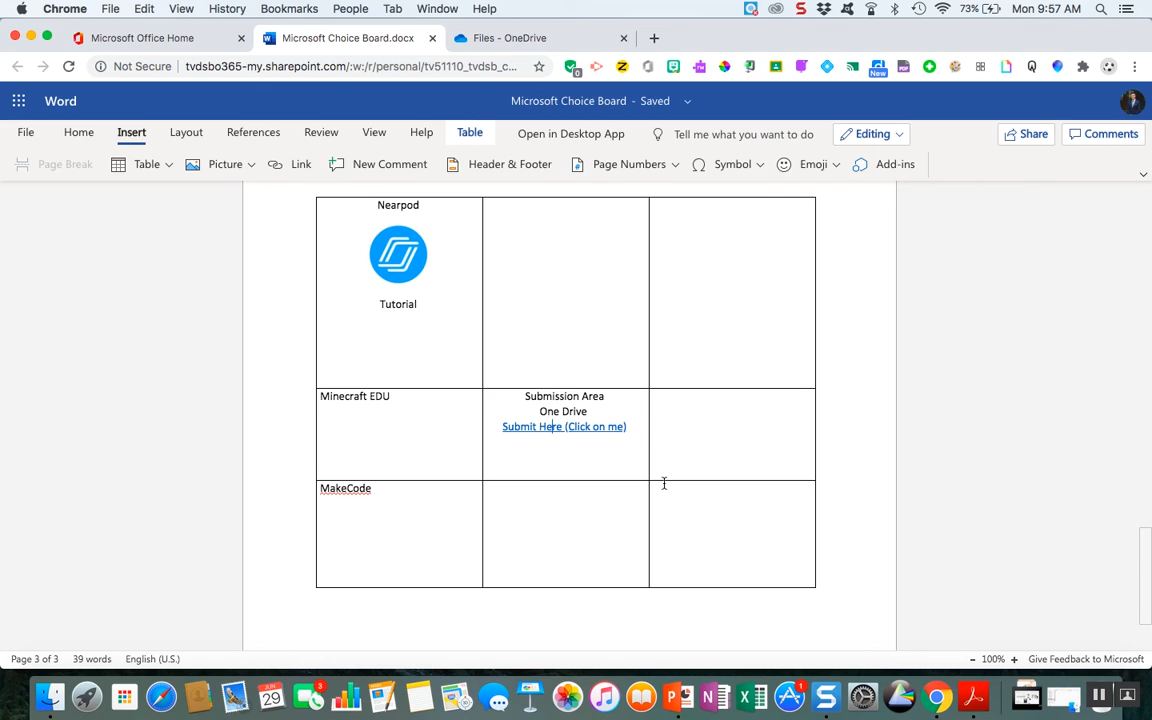 Chrome File Edit View History Bookmarks People Tab Window Help 73% Mon 9:57 AM
Microsoft Office Home Microsoft Choice Board.docx Files - OneDrive
Not Secure tvdsbo365-my.sharepoint.com/:w:/r/personal/tv51110_tvdsb_c... New
Word Microsoft Choice Board - Saved
File Home Insert Layout References Review View Help Table Open in Desktop App Tell me what you want to do Editing Share Comments
Page Break Table Picture Link New Comment Header & Footer Page Numbers Symbol Emoji Add-ins
Nearpod
Tutorial
Minecraft EDU
Submission Area
One Drive
Submit Here (Click on me)
MakeCode
Page 3 of 3 39 words English (U.S.) 100% Give Feedback to Microsoft